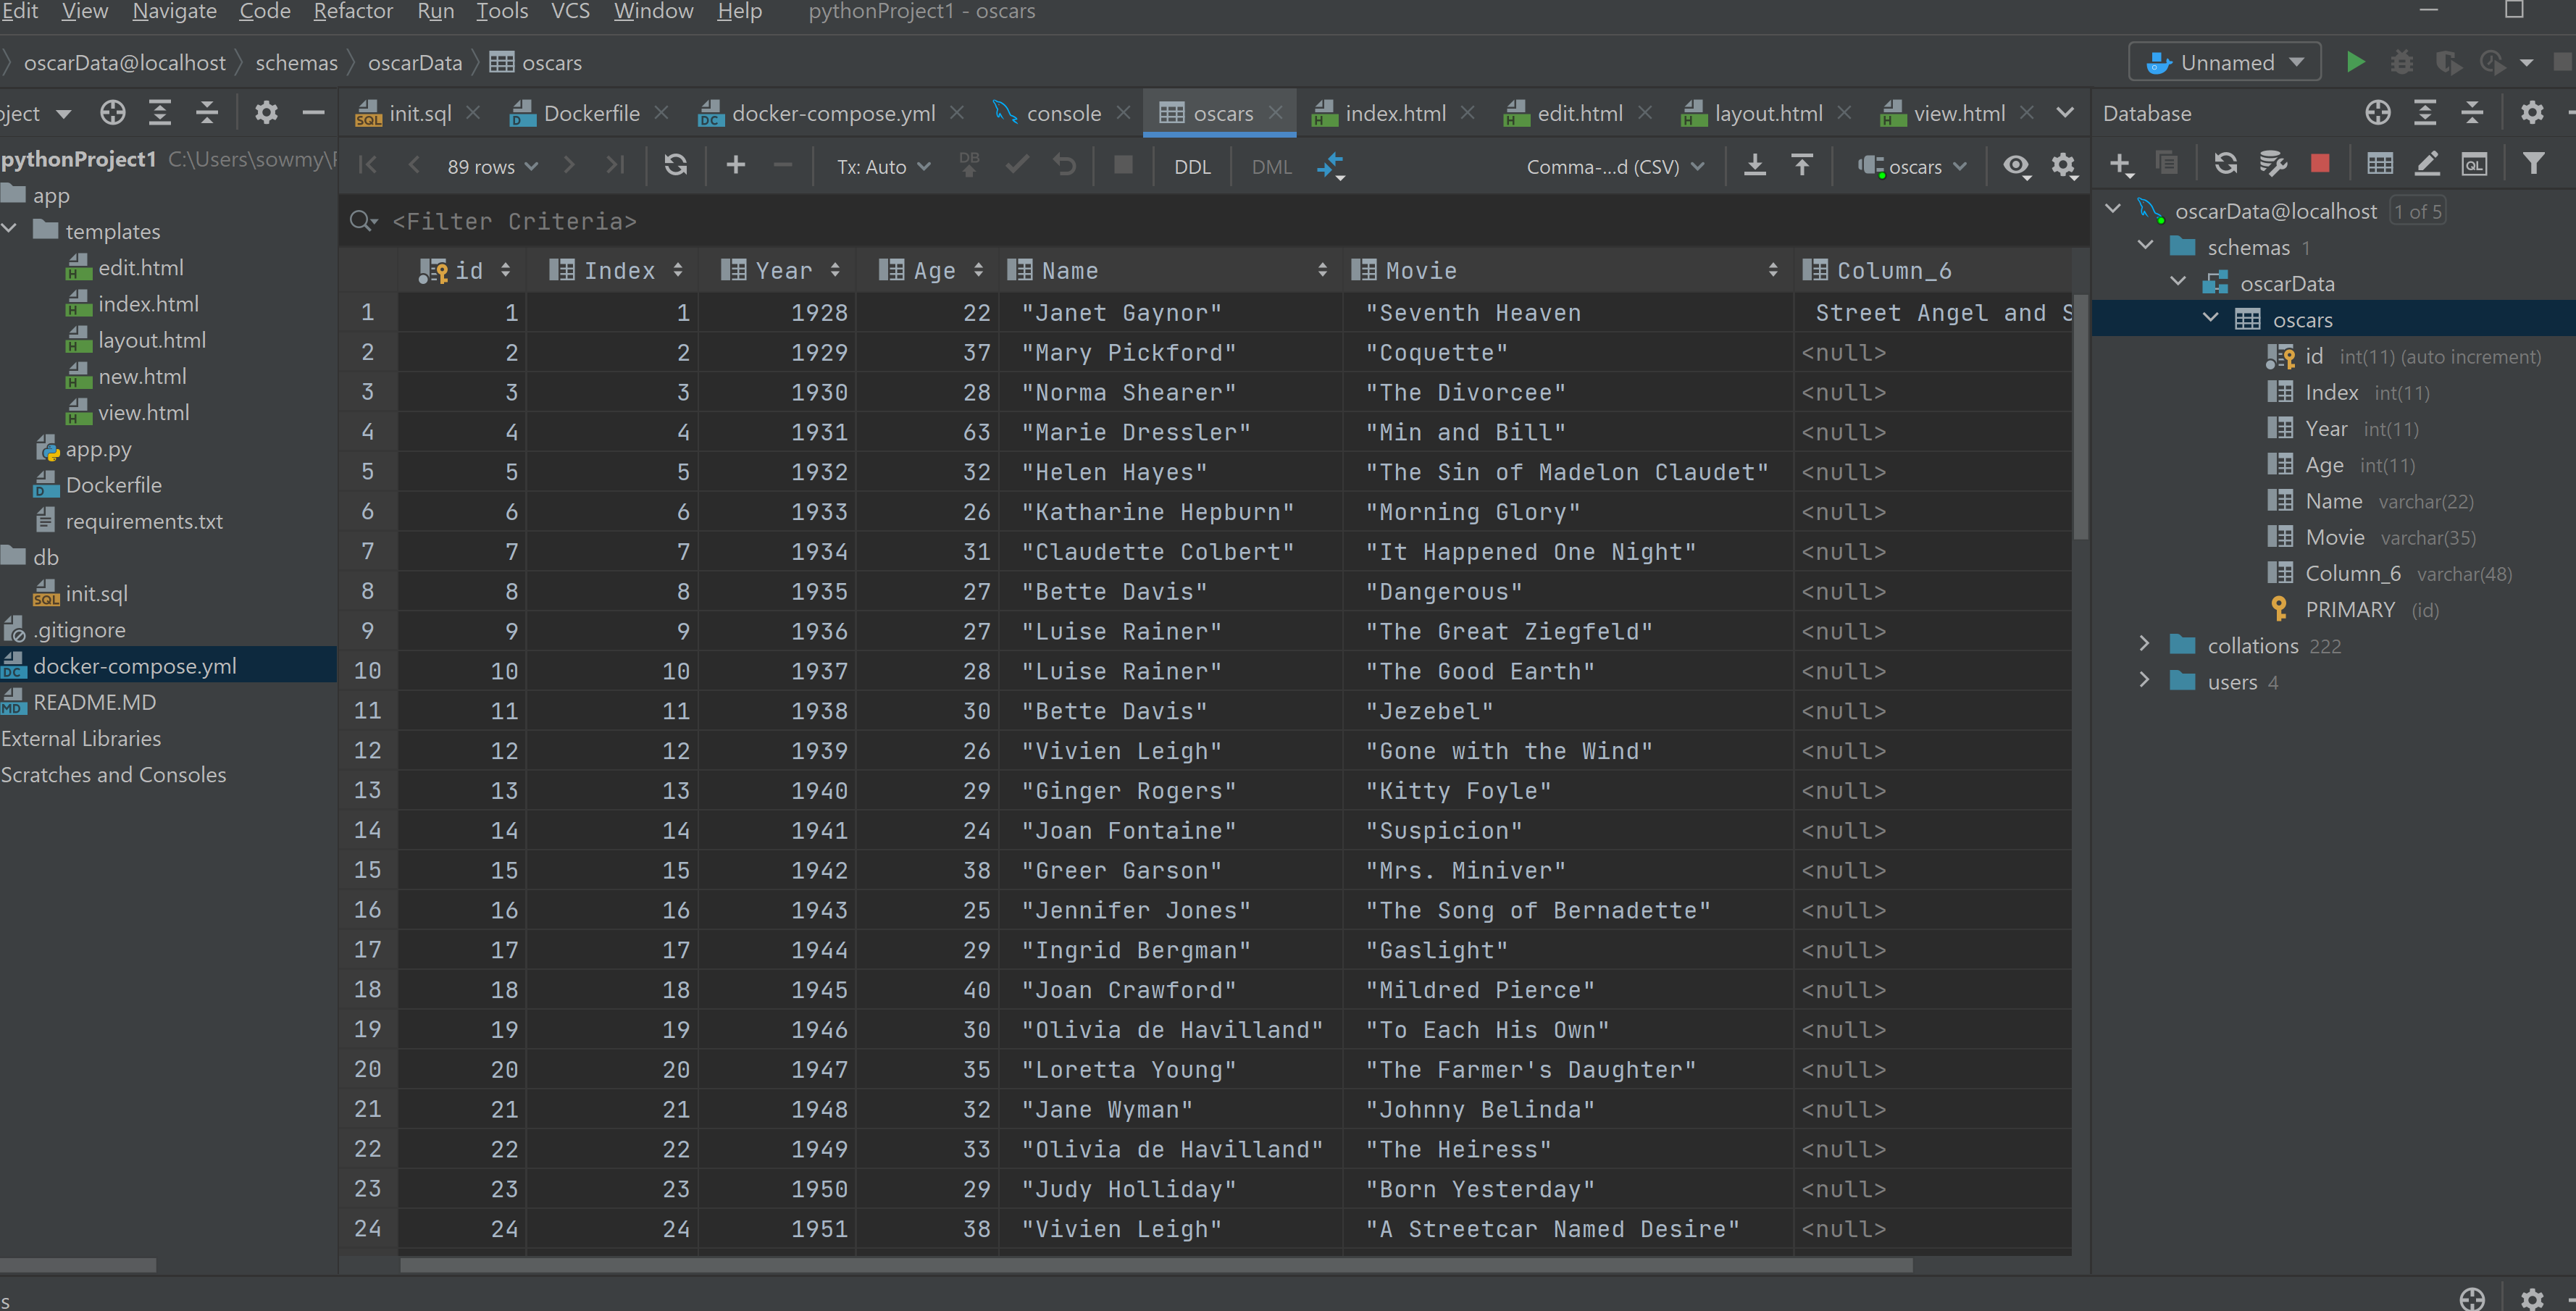 Edit View Navigate Code Refactor Run Tools VCS Window Help pythonProject1 - oscars
oscarData@localhost schemas oscarData oscars Unnamed
ject init.sql Dockerfile docker-compose.yml console oscars index.html edit.html layout.html view.html Database
pythonProject1 C:\Users\sowmy\
89 rows Tx: Auto DB DDL DML Comma-...d (CSV) oscars QL
app
templates
edit.html
index.html
layout.html
new.html
view.html
app.py
Dockerfile
requirements.txt
db
init.sql
.gitignore
docker-compose.yml
README.MD
External Libraries
Scratches and Consoles
<Filter Criteria>
id Index Year Age Name Movie Column_6
1 1 1 1928 22 "Janet Gaynor" "Seventh Heaven Street Angel and S
2 2 2 1929 37 "Mary Pickford" "Coquette" <null>
3 3 3 1930 28 "Norma Shearer" "The Divorcee" <null>
4 4 4 1931 63 "Marie Dressler" "Min and Bill" <null>
5 5 5 1932 32 "Helen Hayes" "The Sin of Madelon Claudet" <null>
6 6 6 1933 26 "Katharine Hepburn" "Morning Glory" <null>
7 7 7 1934 31 "Claudette Colbert" "It Happened One Night" <null>
8 8 8 1935 27 "Bette Davis" "Dangerous" <null>
9 9 9 1936 27 "Luise Rainer" "The Great Ziegfeld" <null>
10 10 10 1937 28 "Luise Rainer" "The Good Earth" <null>
11 11 11 1938 30 "Bette Davis" "Jezebel" <null>
12 12 12 1939 26 "Vivien Leigh" "Gone with the Wind" <null>
13 13 13 1940 29 "Ginger Rogers" "Kitty Foyle" <null>
14 14 14 1941 24 "Joan Fontaine" "Suspicion" <null>
15 15 15 1942 38 "Greer Garson" "Mrs. Miniver" <null>
16 16 16 1943 25 "Jennifer Jones" "The Song of Bernadette" <null>
17 17 17 1944 29 "Ingrid Bergman" "Gaslight" <null>
18 18 18 1945 40 "Joan Crawford" "Mildred Pierce" <null>
19 19 19 1946 30 "Olivia de Havilland" "To Each His Own" <null>
20 20 20 1947 35 "Loretta Young" "The Farmer's Daughter" <null>
21 21 21 1948 32 "Jane Wyman" "Johnny Belinda" <null>
22 22 22 1949 33 "Olivia de Havilland" "The Heiress" <null>
23 23 23 1950 29 "Judy Holliday" "Born Yesterday" <null>
24 24 24 1951 38 "Vivien Leigh" "A Streetcar Named Desire" <null>
oscarData@localhost 1 of 5
schemas 1
oscarData
oscars
id int(11) (auto increment)
Index int(11)
Year int(11)
Age int(11)
Name varchar(22)
Movie varchar(35)
Column_6 varchar(48)
PRIMARY (id)
collations 222
users 4
s